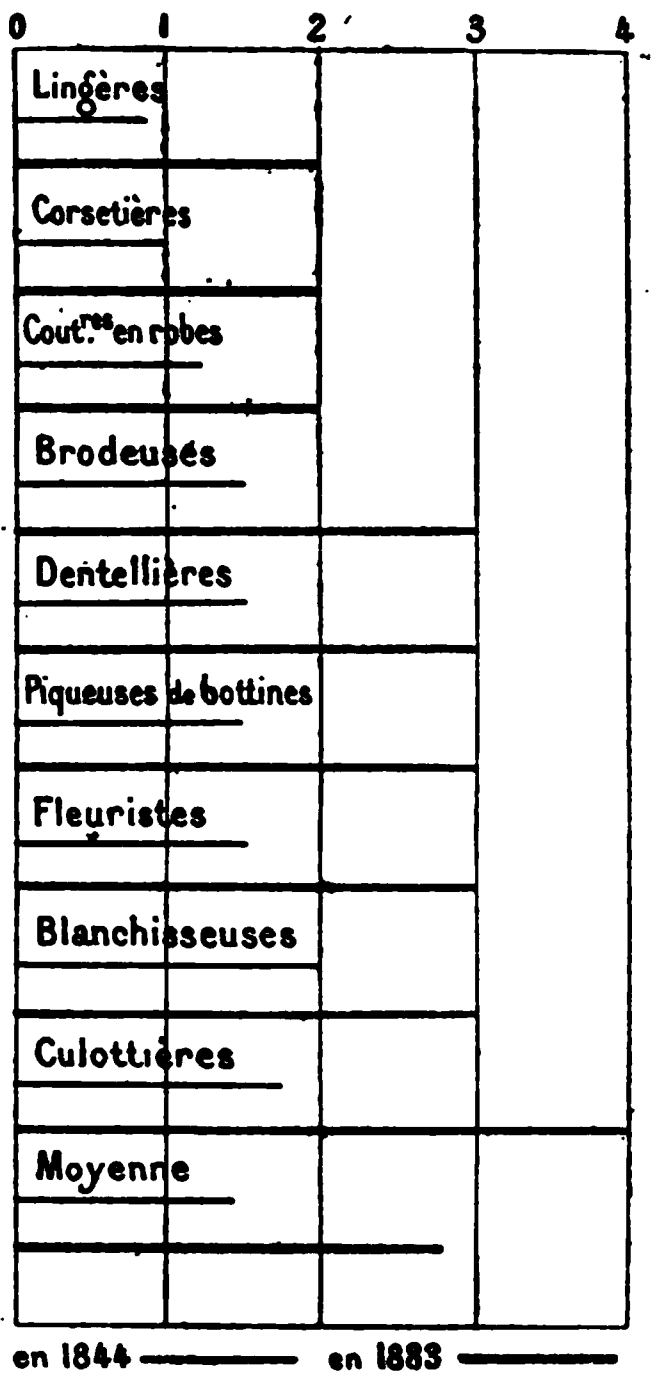 0 1 2 3 4
Lingères
Corsetières
Cout.res en robes
Brodeuses
Dentellières
Piqueuses de bottines
Fleuristes
Blanchisseuses
Culottières
Moyenne
en 1844 en 1883